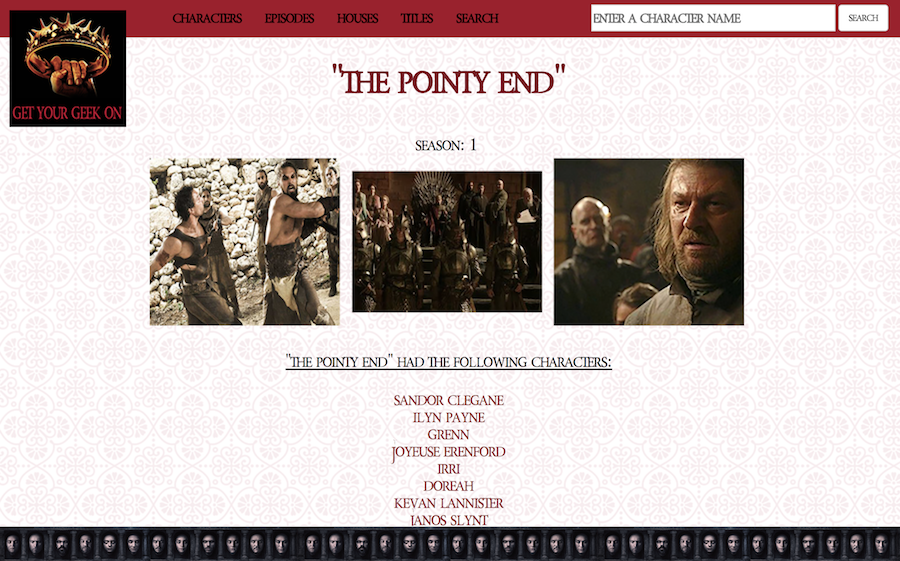 CHARACTERS EPISODES HOUSES TITLES SEARCH
ENTER A CHARACTER NAME
SEARCH
GET YOUR GEEK ON
"THE POINTY END"
SEASON: 1
"THE POINTY END" HAD THE FOLLOWING CHARACTERS:
SANDOR CLEGANE
ILYN PAYNE
GRENN
JOYEUSE ERENFORD
IRRI
DOREAH
KEVAN LANNISTER
JANOS SLYNT